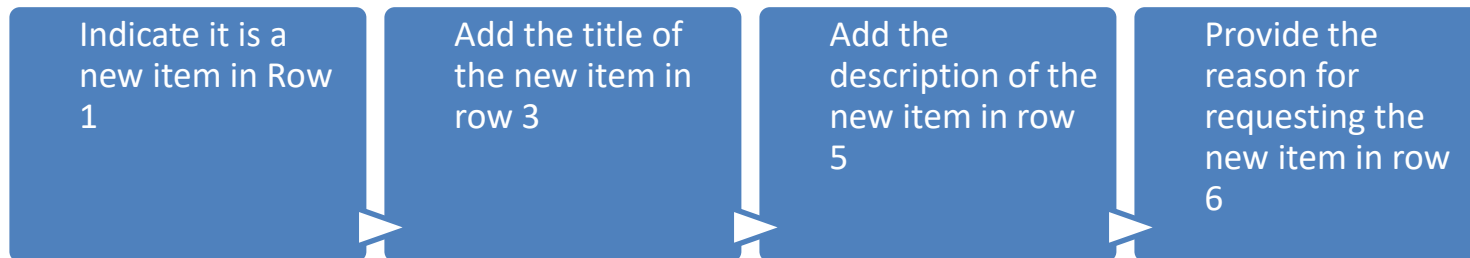 Indicate it is a
new item in Row
1
Add the title of
the new item in
row 3
Add the
description of the
new item in row
5
Provide the
reason for
requesting the
new item in row
6